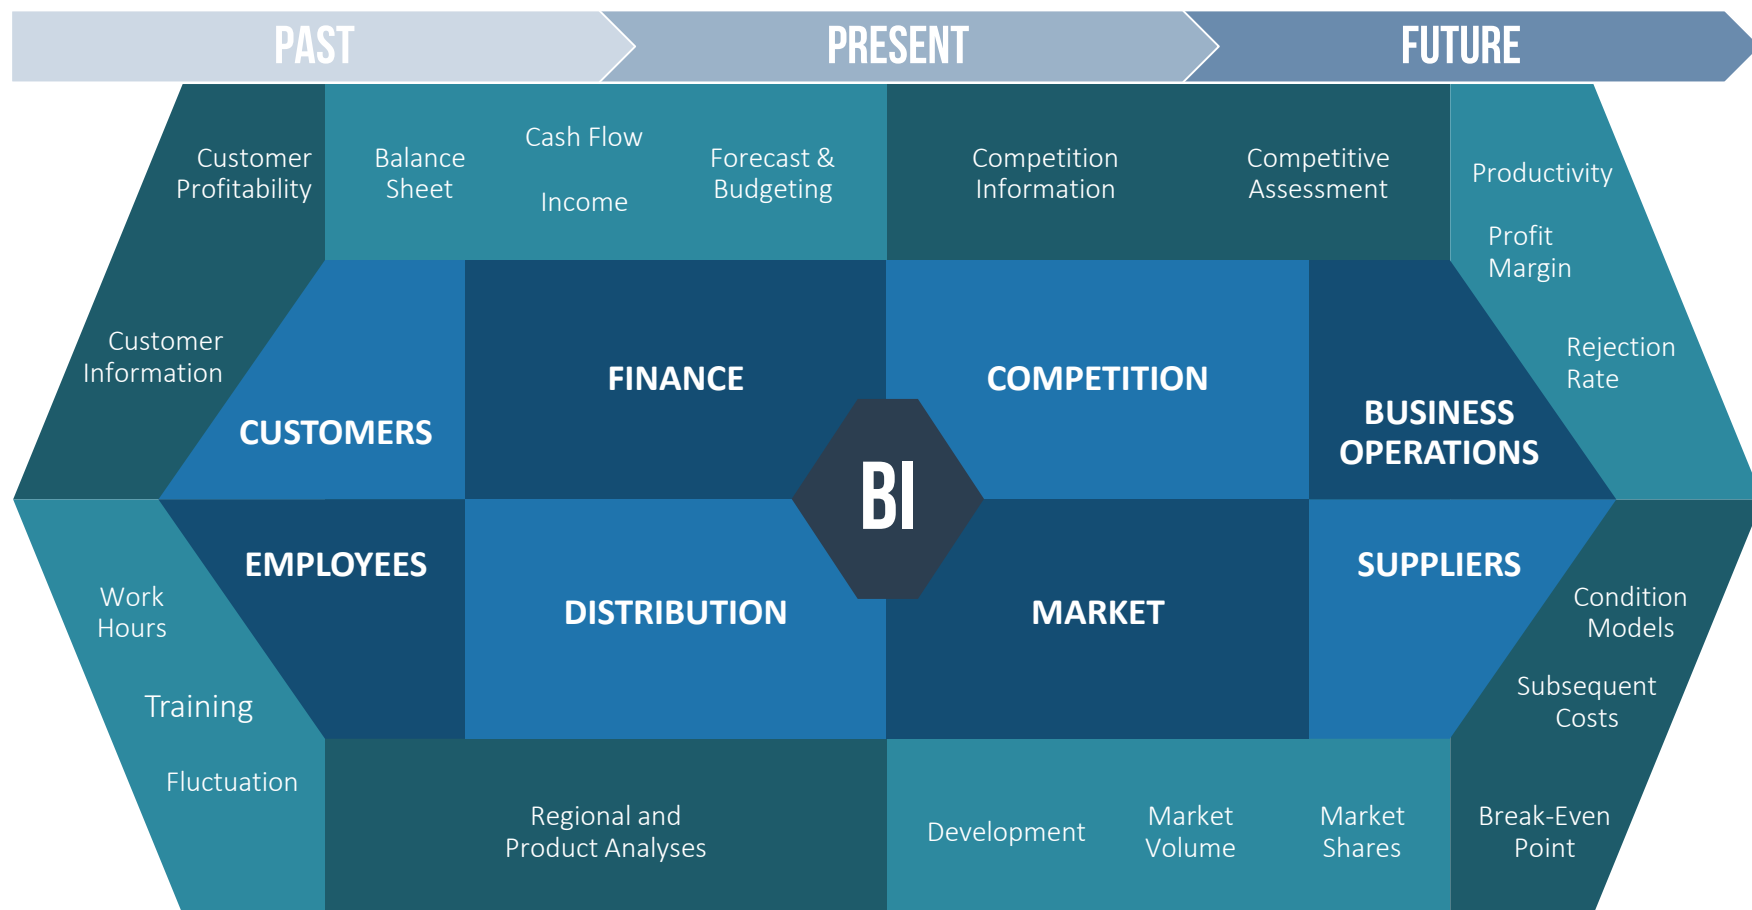 PAST
PRESENT
FUTURE
Customer
Profitability
Balance
Sheet
Cash Flow
Income
Forecast &
Budgeting
Competition
Information
Competitive
Assessment
Productivity
Profit
Margin
Rejection
Rate
Customer
Information
CUSTOMERS
FINANCE
COMPETITION
BUSINESS
OPERATIONS
BI
EMPLOYEES
DISTRIBUTION
MARKET
SUPPLIERS
Work
Hours
Training
Fluctuation
Regional and
Product Analyses
Development
Market
Volume
Market
Shares
Condition
Models
Subsequent
Costs
Break-Even
Point